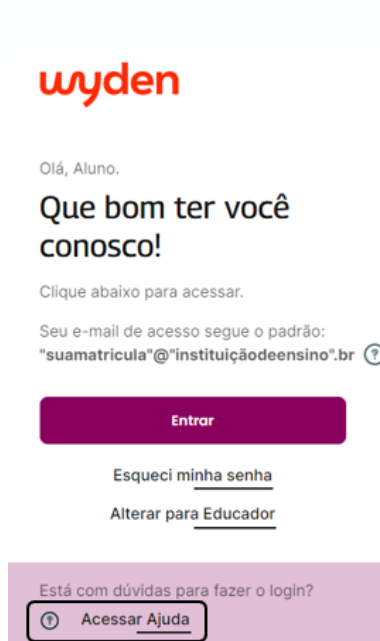 wyden
Olá, Aluno.
Que bom ter você
conosco!
Clique abaixo para acessar.
Seu e-mail de acesso segue o padrão:
"suamatricula"@"instituiçãodeensino".br ?
Entrar
Esqueci minha senha
Alterar para Educador
Está com dúvidas para fazer o login?
? Acessar Ajuda